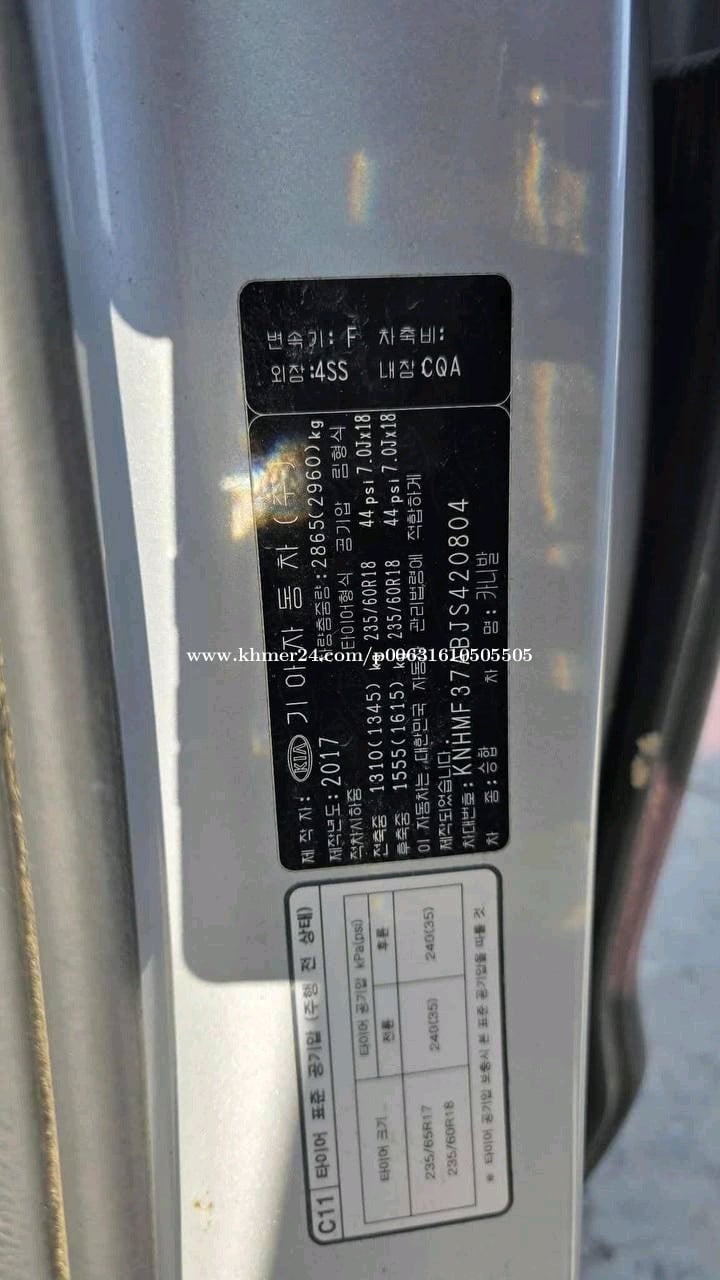 변속기: F 차축비:
외장:4SS 내장:CQA
제 작 자: KIA 기 아 자 동 차 (주)
제작년도: 2017 차량총중량: 2865(2960)kg
적차시하중 타이어형식 공기압 림형식
전축중 1310(1345) kg 235/60R18 44 psi 7.0Jx18
후축중 1555(1615) kg 235/60R18 44 psi 7.0Jx18
이 자동차는 대한민국 자동차 관리법령에 적합하게
제작되었습니다.
차대번호: KNHMF37 BJS420804
차 종: 승합 차 명: 카니발
www.khmer24.com/p00631610505505
C11 타이어 표준 공기압 (주행 전 상태)
타이어 크기 타이어 공기압 kPa(psi)
전륜 후륜
235/65R17 240(35) 240(35)
235/60R18
* 타이어 공기압 보충시 본 표준 공기압을 따를 것